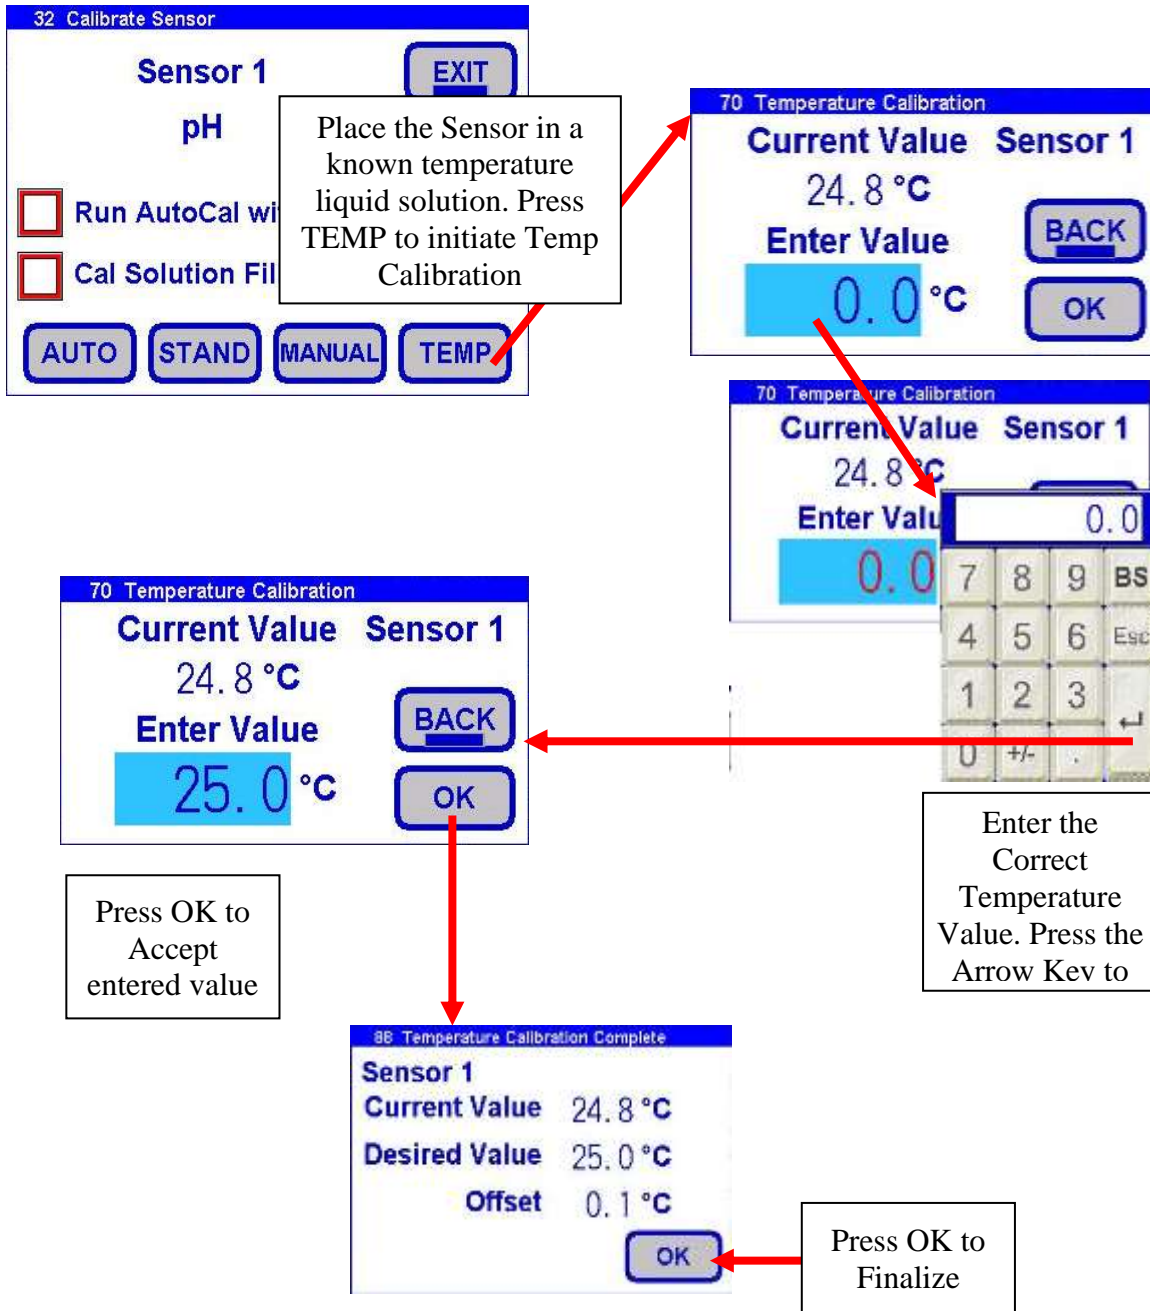 32 Calibrate Sensor
Sensor 1
EXIT
pH
Run AutoCal wi
Cal Solution Fil
AUTO STAND MANUAL TEMP
Place the Sensor in a
known temperature
liquid solution. Press
TEMP to initiate Temp
Calibration
70 Temperature Calibration
Current Value Sensor 1
24.8 °C
Enter Value
BACK
0.0 °C
OK
70 Temperature Calibration
Current Value Sensor 1
24.8 °C
Enter Valu
0.0
0.0
7 8 9 BS
4 5 6 Esc
1 2 3 ↵
0 +/- .
Enter the
Correct
Temperature
Value. Press the
Arrow Key to
70 Temperature Calibration
Current Value Sensor 1
24.8 °C
Enter Value
BACK
25.0 °C
OK
Press OK to
Accept
entered value
88 Temperature Calibration Complete
Sensor 1
Current Value 24.8 °C
Desired Value 25.0 °C
Offset 0.1 °C
OK
Press OK to
Finalize